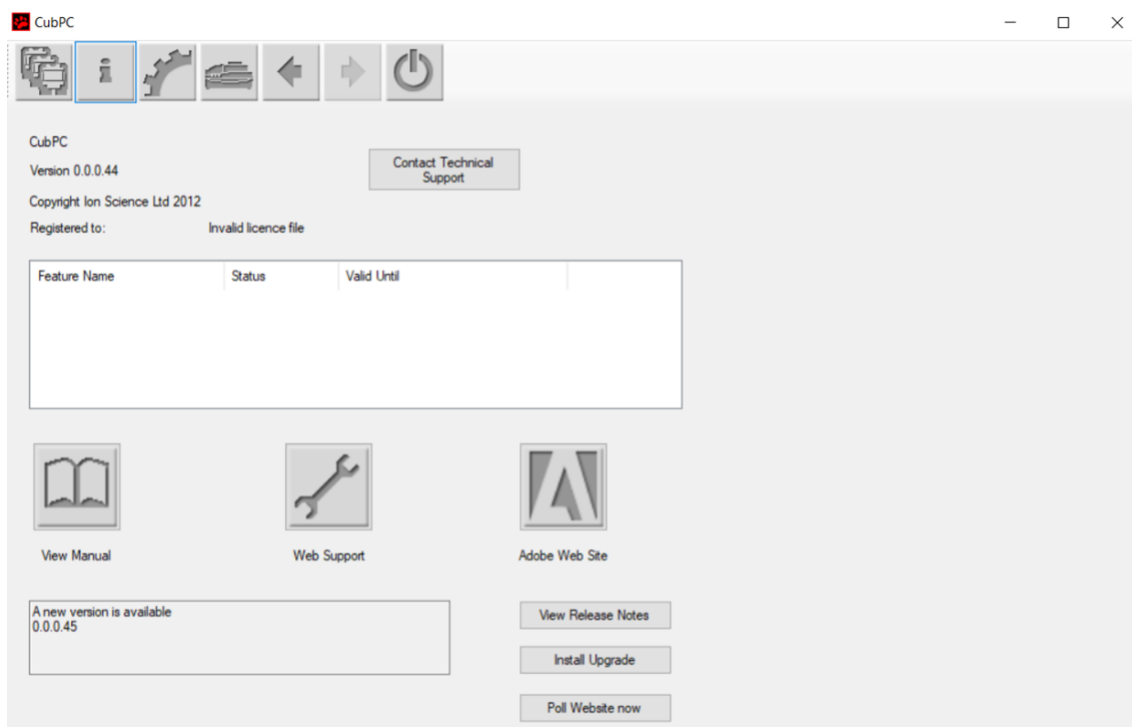 CubPC
i
CubPC
Version 0.0.0.44
Contact Technical
Support
Copyright Ion Science Ltd 2012
Registered to: Invalid licence file
Feature Name Status Valid Until
View Manual Web Support Adobe Web Site
A new version is available
0.0.0.45
View Release Notes
Install Upgrade
Poll Website now